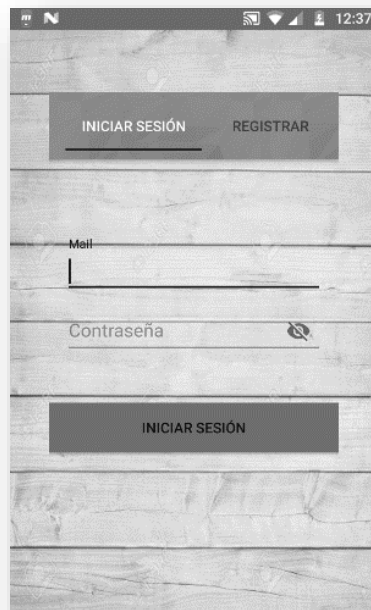 12:37
INICIAR SESIÓN REGISTRAR
Mail
Contraseña
INICIAR SESIÓN